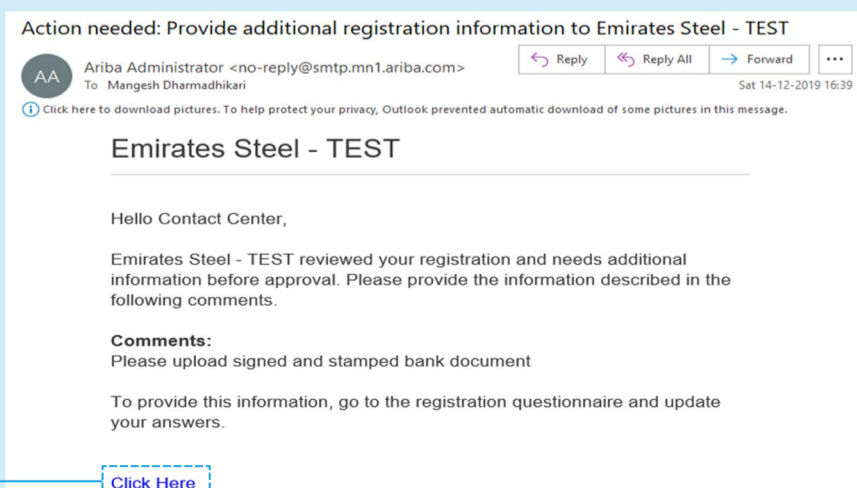 Action needed: Provide additional registration information to Emirates Steel - TEST
AA
Ariba Administrator <no-reply@smtp.mn1.ariba.com>
To Mangesh Dharmadhikari
Reply
Reply All
Forward
...
Sat 14-12-2019 16:39
Click here to download pictures. To help protect your privacy, Outlook prevented automatic download of some pictures in this message.
Emirates Steel - TEST
Hello Contact Center,
Emirates Steel - TEST reviewed your registration and needs additional
information before approval. Please provide the information described in the
following comments.
Comments:
Please upload signed and stamped bank document
To provide this information, go to the registration questionnaire and update
your answers.
Click Here